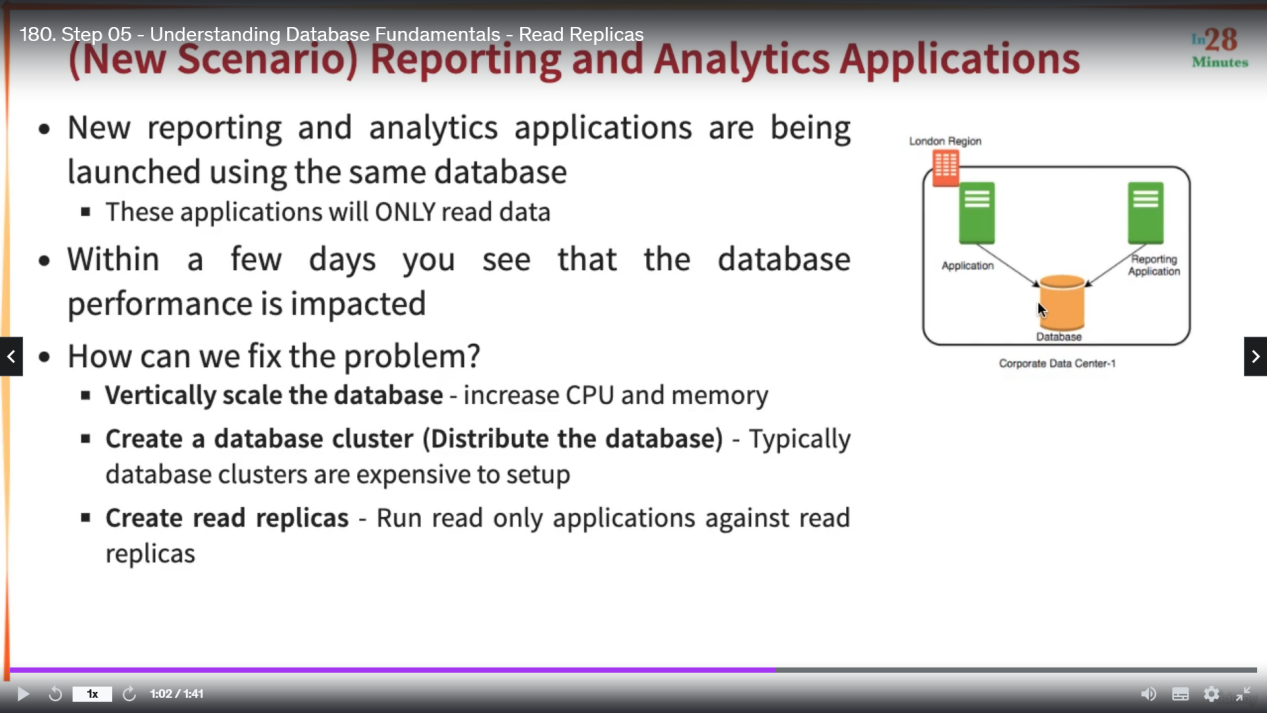 180. Step 05 - Understanding Database Fundamentals - Read Replicas
In28
Minutes
(New Scenario) Reporting and Analytics Applications
• New reporting and analytics applications are being
launched using the same database
▪ These applications will ONLY read data
• Within a few days you see that the database
performance is impacted
• How can we fix the problem?
▪ Vertically scale the database - increase CPU and memory
▪ Create a database cluster (Distribute the database) - Typically
database clusters are expensive to setup
▪ Create read replicas - Run read only applications against read
replicas
London Region
Application
Reporting
Application
Database
Corporate Data Center-1
1x
1:02 / 1:41